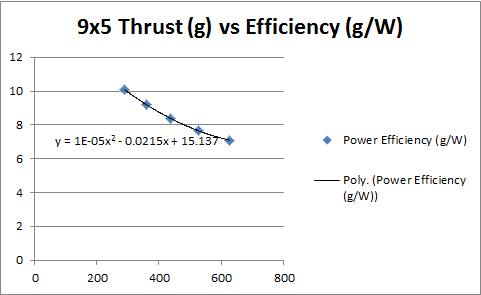 9x5 Thrust (g) vs Efficiency (g/W)
12
10
8
6
4
2
0
y = 1E-05x² - 0.0215x + 15.137
0 200 400 600 800
Power Efficiency (g/W)
Poly. (Power Efficiency
(g/W))